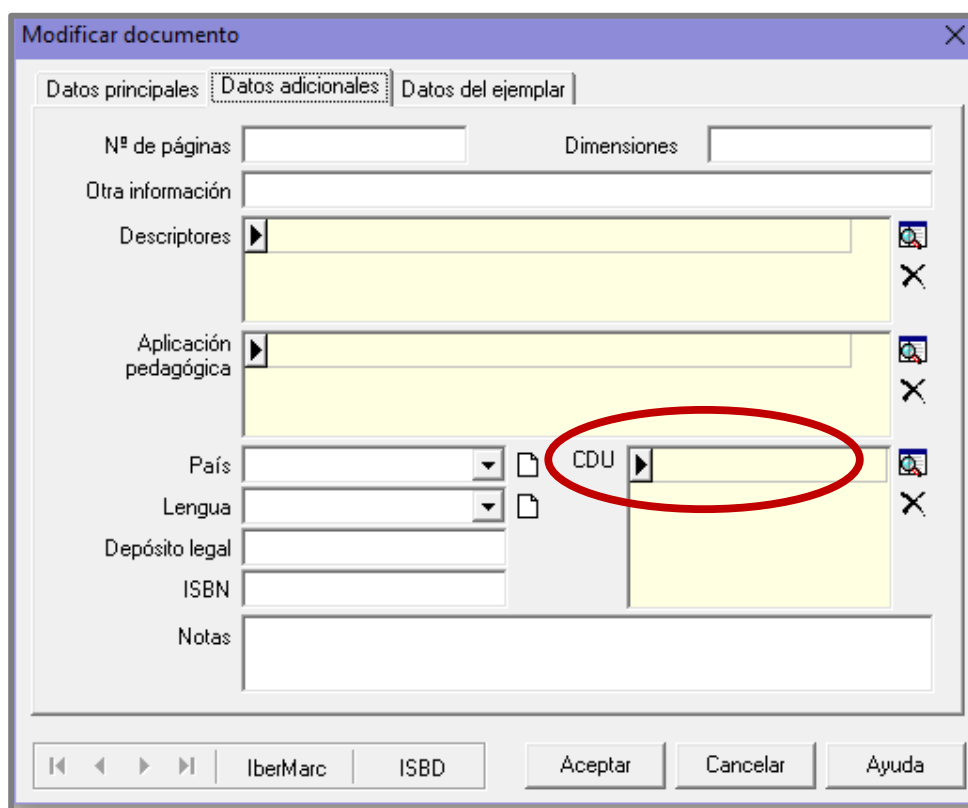 Modificar documento
Datos principales Datos adicionales Datos del ejemplar
Nº de páginas Dimensiones
Otra información
Descriptores
Aplicación
pedagógica
País CDU
Lengua
Depósito legal
ISBN
Notas
IberMarc ISBD Aceptar Cancelar Ayuda